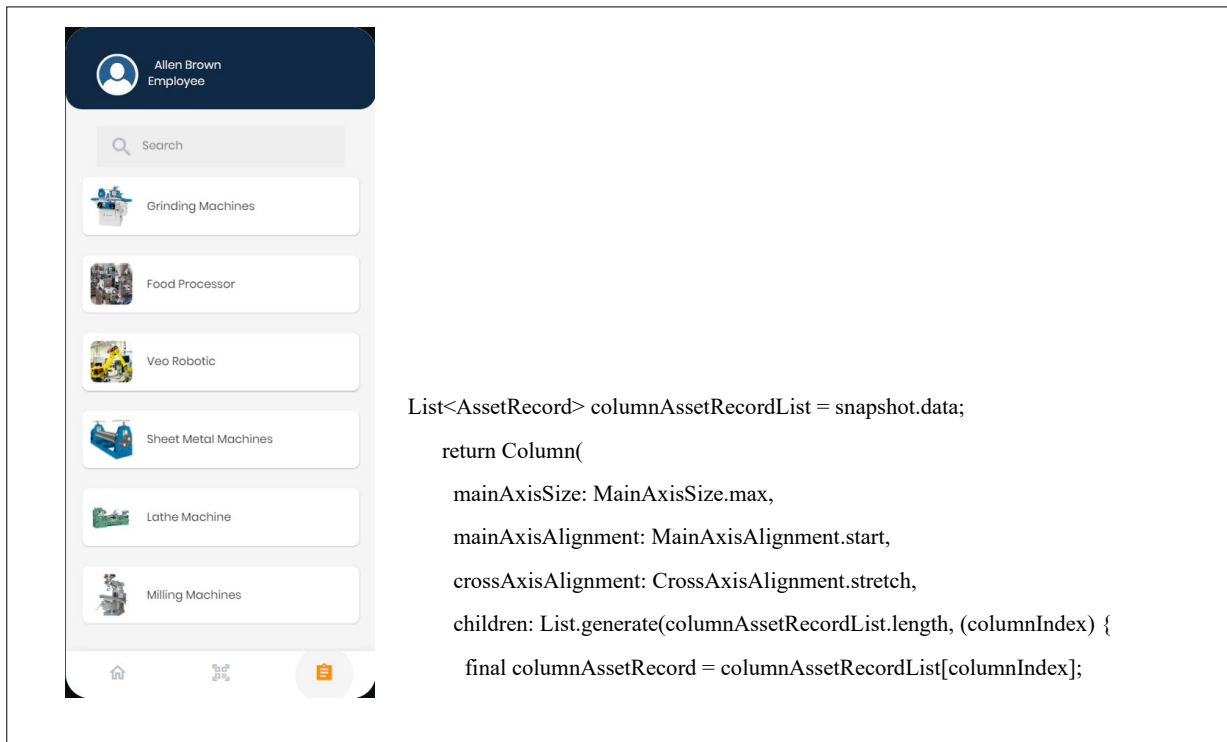 Allen Brown
Employee
Search
Grinding Machines
Food Processor
Veo Robotic
Sheet Metal Machines
Lathe Machine
Milling Machines
List<AssetRecord> columnAssetRecordList = snapshot.data;
return Column(
mainAxisSize: MainAxisSize.max,
mainAxisAlignment: MainAxisAlignment.start,
crossAxisAlignment: CrossAxisAlignment.stretch,
children: List.generate(columnAssetRecordList.length, (columnIndex) {
final columnAssetRecord = columnAssetRecordList[columnIndex];